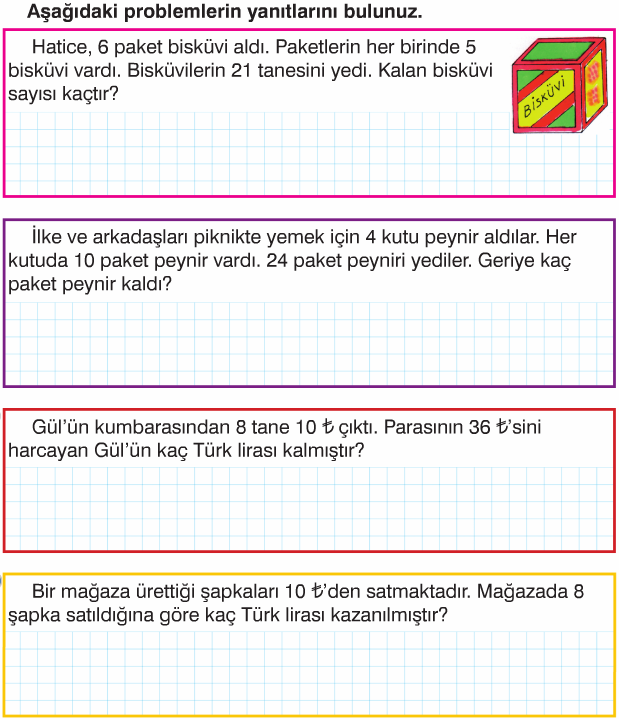 Aşağıdaki problemlerin yanıtlarını bulunuz.
Hatice, 6 paket bisküvi aldı. Paketlerin her birinde 5
bisküvi vardı. Bisküvilerin 21 tanesini yedi. Kalan bisküvi
sayısı kaçtır?
BİSKÜVİ
İlke ve arkadaşları piknikte yemek için 4 kutu peynir aldılar. Her
kutuda 10 paket peynir vardı. 24 paket peyniri yediler. Geriye kaç
paket peynir kaldı?
Gül’ün kumbarasından 8 tane 10 ₺ çıktı. Parasının 36 ₺’sini
harcayan Gül’ün kaç Türk lirası kalmıştır?
Bir mağaza ürettiği şapkaları 10 ₺’den satmaktadır. Mağazada 8
şapka satıldığına göre kaç Türk lirası kazanılmıştır?